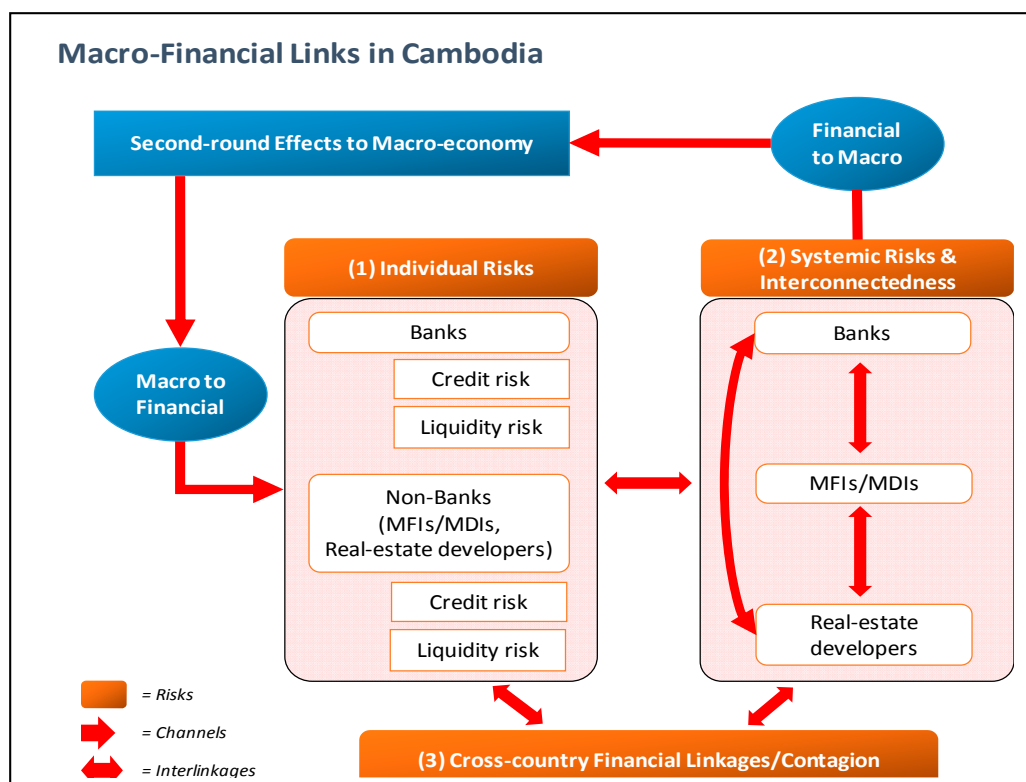 Macro-Financial Links in Cambodia
Second-round Effects to Macro-economy
Financial
to Macro
(1) Individual Risks
(2) Systemic Risks &
Interconnectedness
Banks
Credit risk
Liquidity risk
Macro to
Financial
Non-Banks
(MFIs/MDIs,
Real-estate developers)
Credit risk
Liquidity risk
Banks
MFIs/MDIs
Real-estate
developers
= Risks
= Channels
= Interlinkages
(3) Cross-country Financial Linkages/Contagion